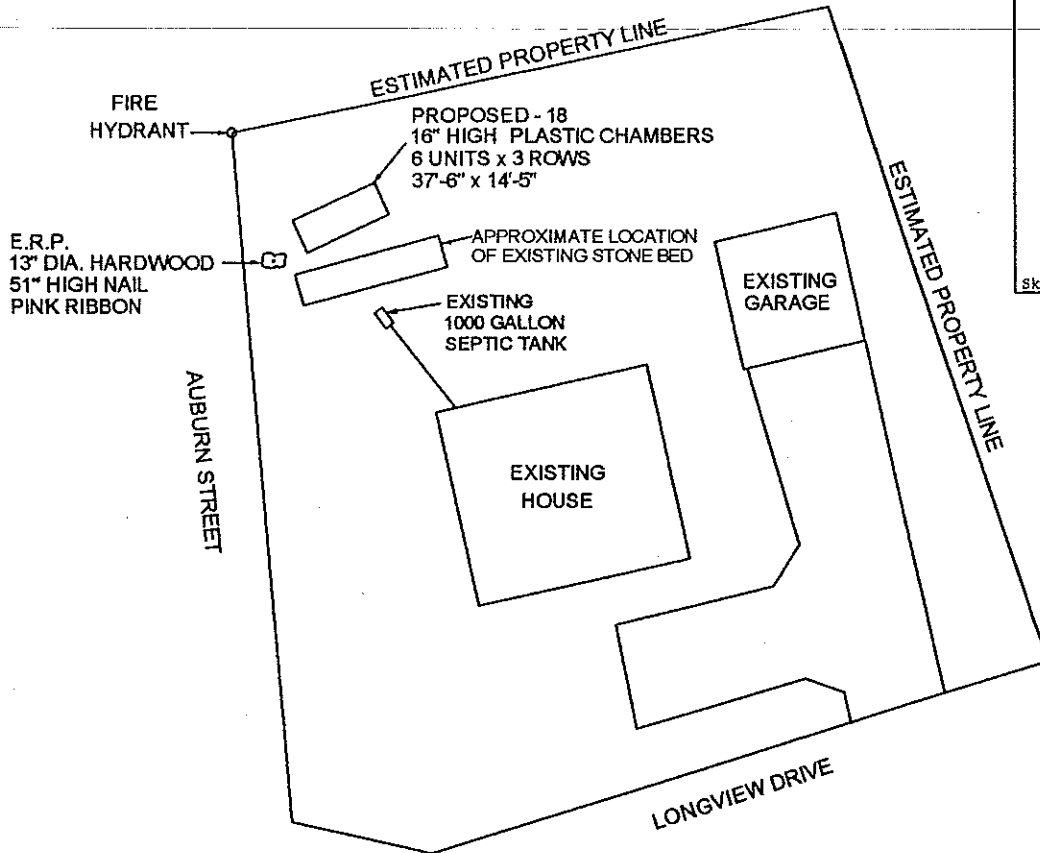 ESTIMATED PROPERTY LINE
FIRE
HYDRANT
PROPOSED - 18
16" HIGH PLASTIC CHAMBERS
6 UNITS x 3 ROWS
37'-6" x 14'-5"
ESTIMATED PROPERTY LINE
E.R.P.
13" DIA. HARDWOOD
51" HIGH NAIL
PINK RIBBON
APPROXIMATE LOCATION
OF EXISTING STONE BED
EXISTING
GARAGE
EXISTING
1000 GALLON
SEPTIC TANK
AUBURN STREET
EXISTING
HOUSE
LONGVIEW DRIVE